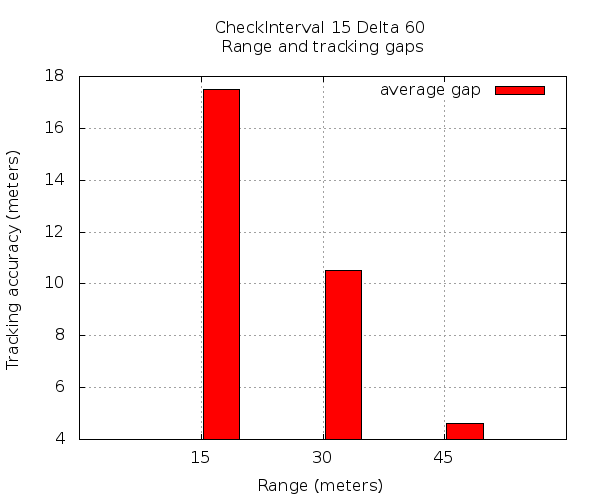 CheckInterval 15 Delta 60
Range and tracking gaps
average gap
Tracking accuracy (meters)
18
16
14
12
10
8
6
4
15 30 45
Range (meters)